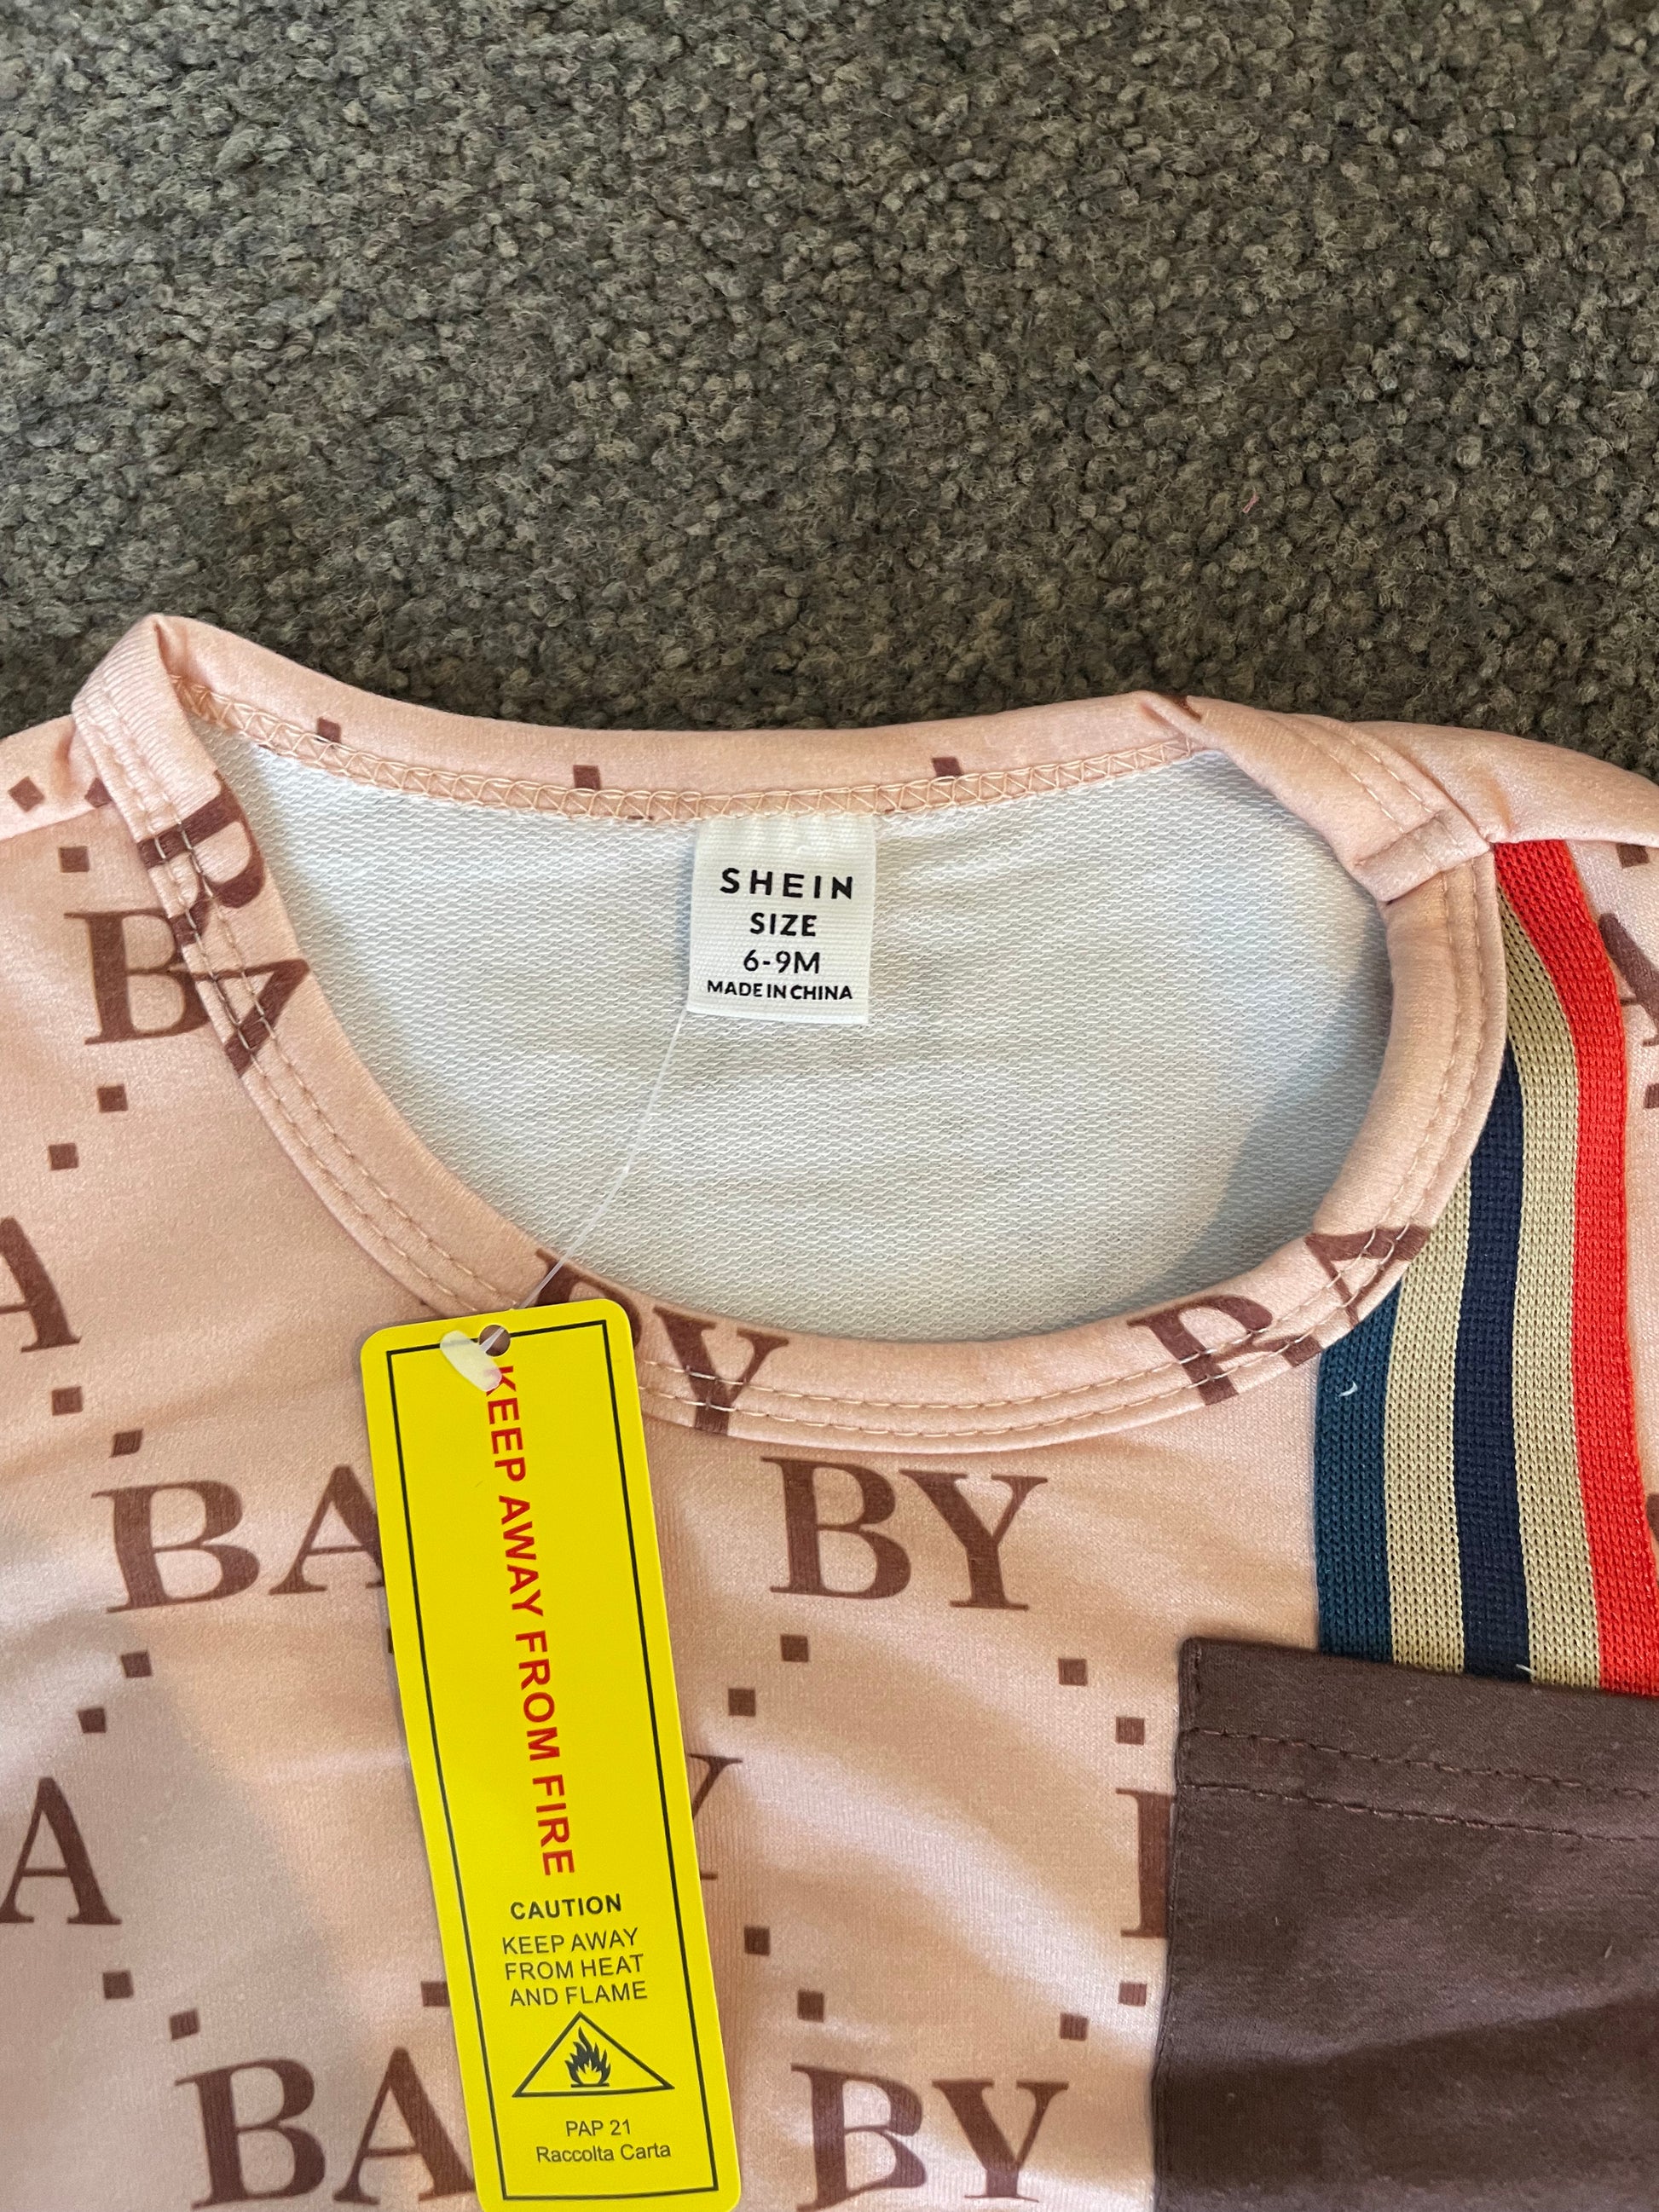 SHEIN
SIZE
6-9M
MADE IN CHINA
KEEP AWAY FROM FIRE
CAUTION
KEEP AWAY
FROM HEAT
AND FLAME
PAP 21
Raccolta Carta
B
BA
A
BY
BA
BA
BY
A
Y
BA
BY